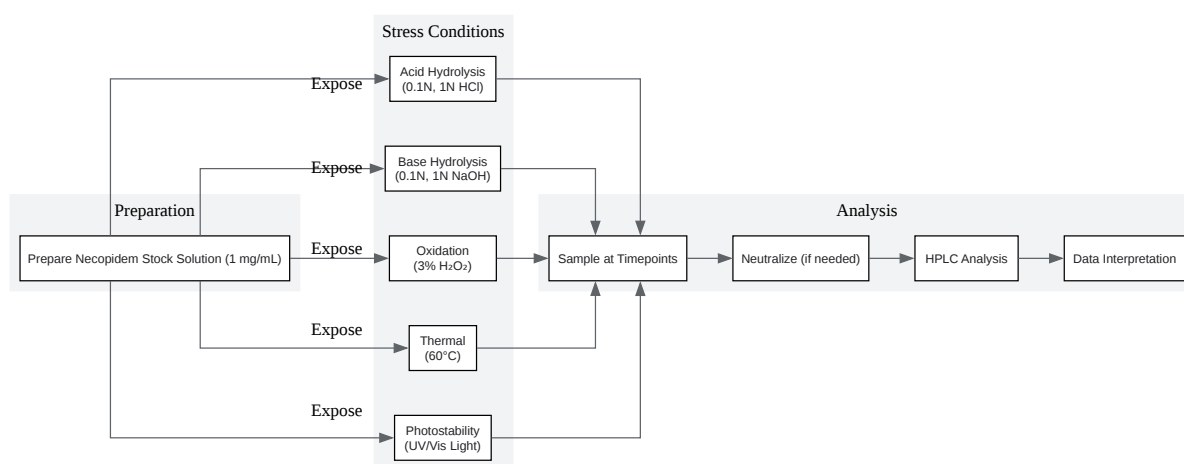 Stress Conditions
Expose
Acid Hydrolysis
(0.1N, 1N HCl)
Expose
Base Hydrolysis
(0.1N, 1N NaOH)
Preparation
Analysis
Prepare Necopidem Stock Solution (1 mg/mL)
Expose
Oxidation
(3% H₂O₂)
Sample at Timepoints
Neutralize (if needed)
HPLC Analysis
Data Interpretation
Expose
Thermal
(60°C)
Expose
Photostability
(UV/Vis Light)